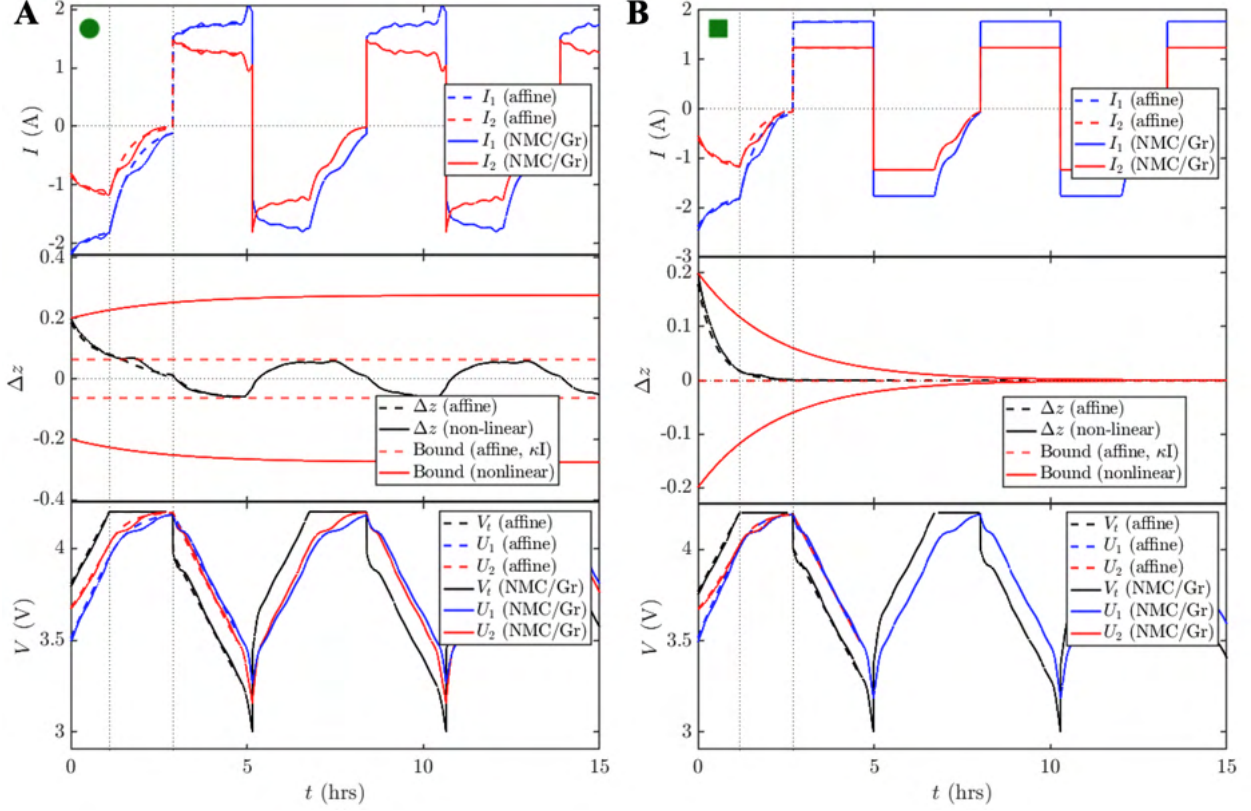 A
2
1
0
-1
-2
I (A)
I₁ (affine)
I₂ (affine)
I₁ (NMC/Gr)
I₂ (NMC/Gr)
0.4
0.2
0
-0.2
-0.4
Δz
Δz (affine)
Δz (non-linear)
Bound (affine, κI)
Bound (nonlinear)
4
3.5
3
V (V)
Vₜ (affine)
U₁ (affine)
U₂ (affine)
Vₜ (NMC/Gr)
U₁ (NMC/Gr)
U₂ (NMC/Gr)
0 5 10 15
t (hrs)
B
2
1
0
-1
-2
-3
I (A)
I₁ (affine)
I₂ (affine)
I₁ (NMC/Gr)
I₂ (NMC/Gr)
0.2
0.1
0
-0.1
-0.2
Δz
Δz (affine)
Δz (non-linear)
Bound (affine, κI)
Bound (nonlinear)
4
3.5
3
V (V)
Vₜ (affine)
U₁ (affine)
U₂ (affine)
Vₜ (NMC/Gr)
U₁ (NMC/Gr)
U₂ (NMC/Gr)
0 5 10 15
t (hrs)